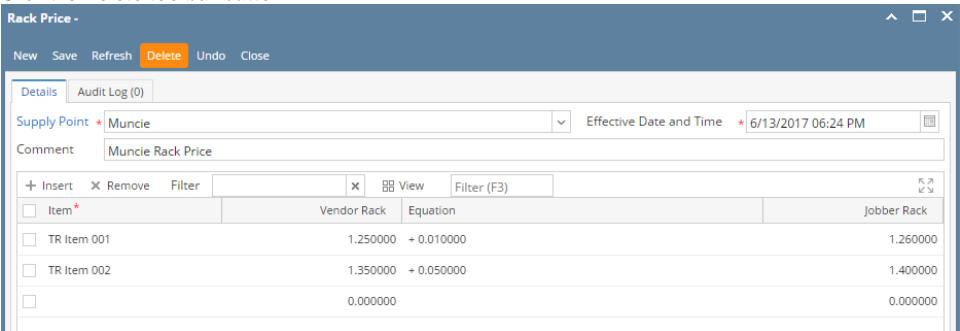 Rack Price -
New Save Refresh Delete Undo Close
Details Audit Log (0)
Supply Point * Muncie Effective Date and Time * 6/13/2017 06:24 PM
Comment Muncie Rack Price
+ Insert × Remove Filter × View Filter (F3)
Item* Vendor Rack Equation Jobber Rack
TR Item 001 1.250000 + 0.010000 1.260000
TR Item 002 1.350000 + 0.050000 1.400000
0.000000 0.000000